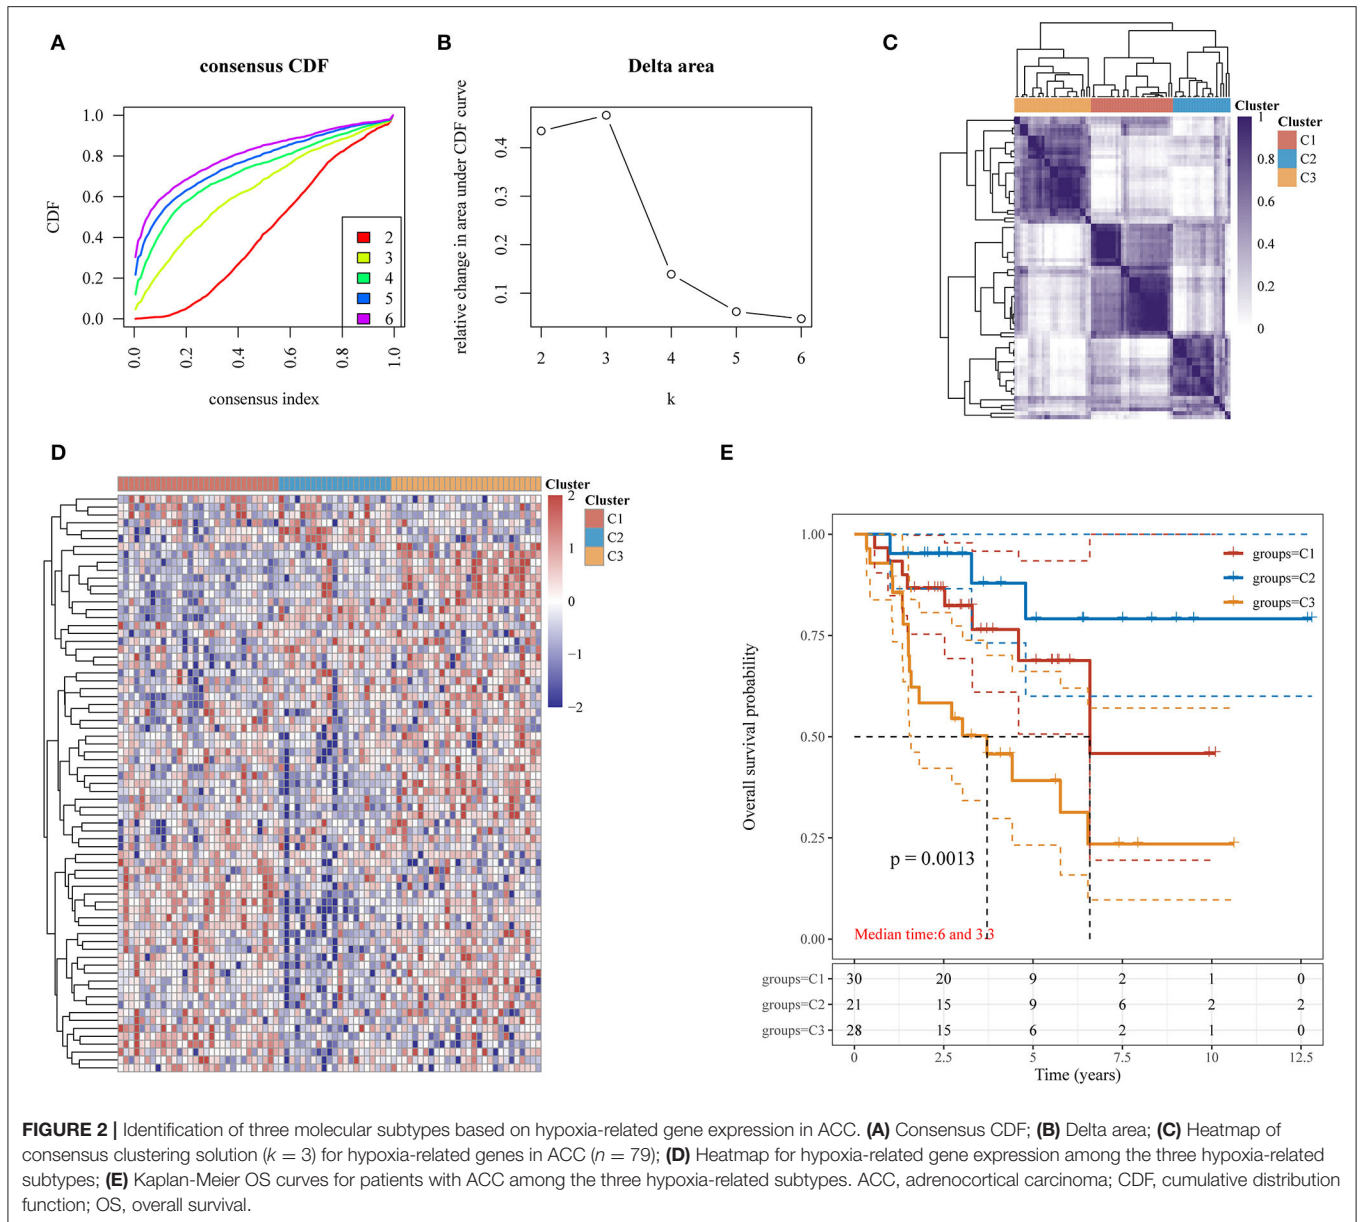 A
consensus CDF
CDF
1.0
0.8
0.6
0.4
0.2
0.0
2
3
4
5
6
0.0
0.2
0.4
0.6
0.8
1.0
consensus index
B
Delta area
relative change in area under CDF curve
0.4
0.3
0.2
0.1
2
3
4
5
6
k
C
Cluster
1
0.8
0.6
0.4
0.2
0
Cluster
C1
C2
C3
D
Cluster
2
1
0
−1
−2
Cluster
C1
C2
C3
E
Overall survival probability
1.00
0.75
0.50
0.25
0.00
groups=C1
groups=C2
groups=C3
p = 0.0013
Median time:6 and 3.3
groups=C1 30 20 9 2 1 0
groups=C2 21 15 9 6 2 2
groups=C3 28 15 6 2 1 0
0 2.5 5 7.5 10 12.5
Time (years)
FIGURE 2 | Identification of three molecular subtypes based on hypoxia-related gene expression in ACC. (A) Consensus CDF; (B) Delta area; (C) Heatmap of
consensus clustering solution (k = 3) for hypoxia-related genes in ACC (n = 79); (D) Heatmap for hypoxia-related gene expression among the three hypoxia-related
subtypes; (E) Kaplan-Meier OS curves for patients with ACC among the three hypoxia-related subtypes. ACC, adrenocortical carcinoma; CDF, cumulative distribution
function; OS, overall survival.